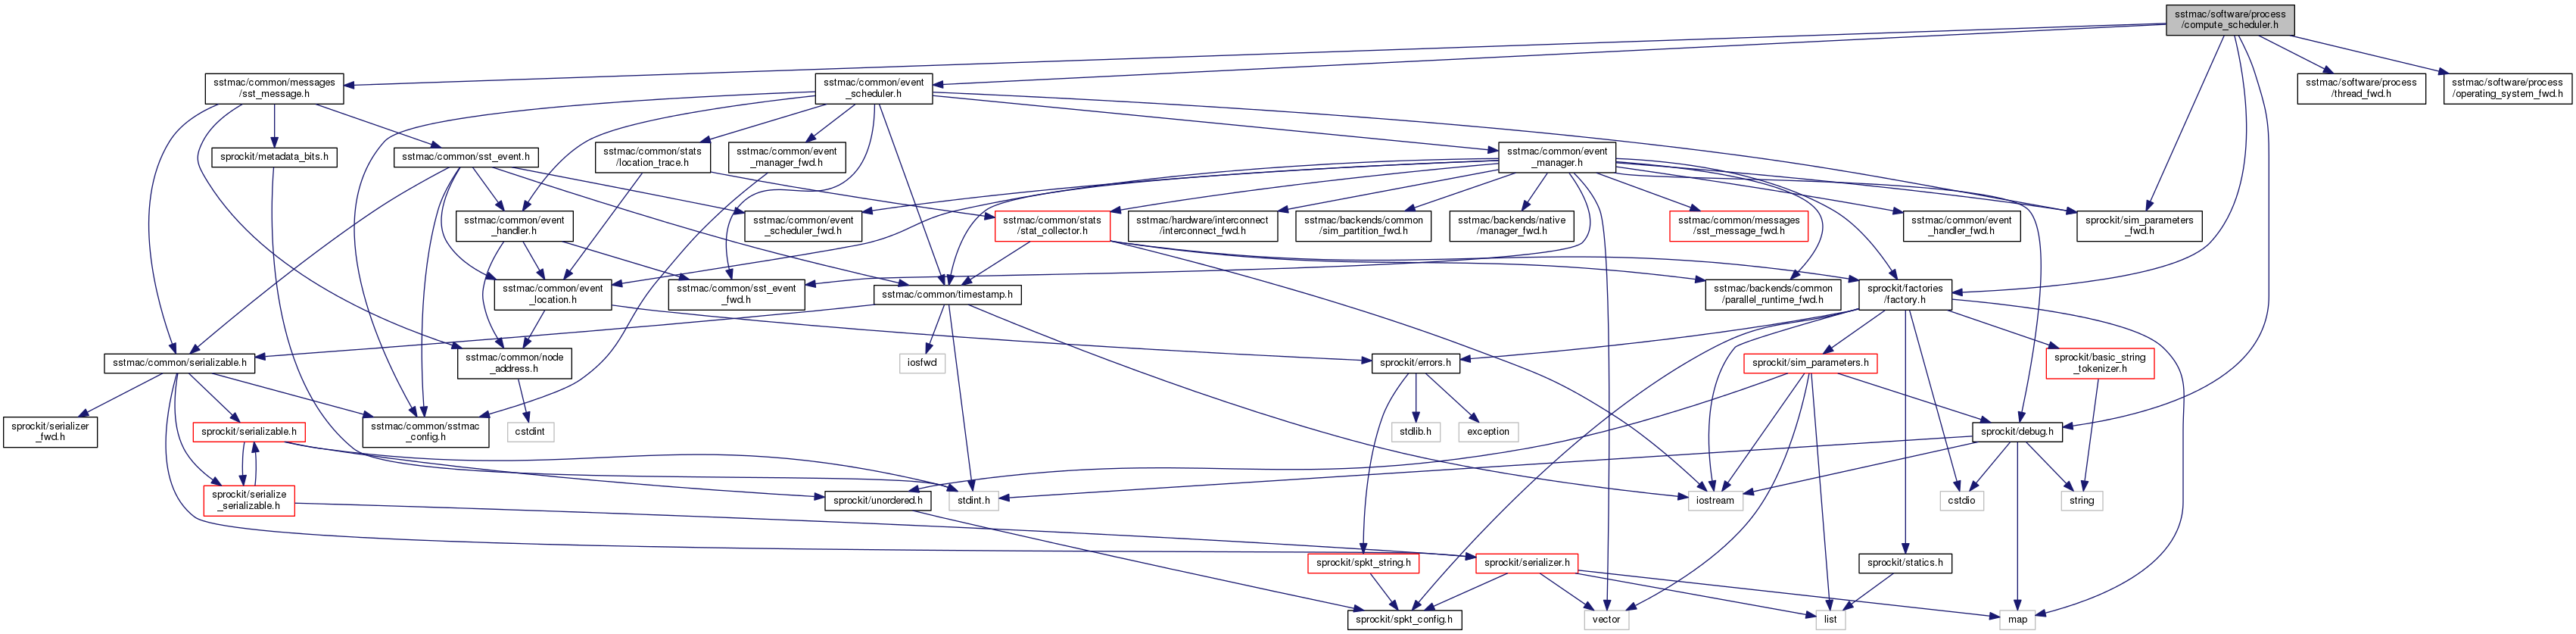 sstmac/software/process
/compute_scheduler.h
sstmac/common/messages
/sst_message.h
sstmac/common/event
_scheduler.h
sstmac/software/process
/thread_fwd.h
sstmac/software/process
/operating_system_fwd.h
sprockit/metadata_bits.h
sstmac/common/sst_event.h
sstmac/common/stats
/location_trace.h
sstmac/common/event
_manager_fwd.h
sstmac/common/event
_manager.h
sstmac/common/event
_handler.h
sstmac/common/event
_scheduler_fwd.h
sstmac/common/stats
/stat_collector.h
sstmac/hardware/interconnect
/interconnect_fwd.h
sstmac/backends/common
/sim_partition_fwd.h
sstmac/backends/native
/manager_fwd.h
sstmac/common/messages
/sst_message_fwd.h
sstmac/common/event
_handler_fwd.h
sprockit/sim_parameters
_fwd.h
sstmac/common/event
_location.h
sstmac/common/sst_event
_fwd.h
sstmac/common/timestamp.h
sstmac/backends/common
/parallel_runtime_fwd.h
sprockit/factories
/factory.h
sstmac/common/serializable.h
sstmac/common/node
_address.h
iosfwd
sprockit/errors.h
sprockit/sim_parameters.h
sprockit/basic_string
_tokenizer.h
sprockit/serializer
_fwd.h
sprockit/serializable.h
sstmac/common/sstmac
_config.h
cstdint
stdlib.h
exception
sprockit/debug.h
sprockit/serialize
_serializable.h
sprockit/unordered.h
stdint.h
iostream
cstdio
string
sprockit/spkt_string.h
sprockit/serializer.h
sprockit/statics.h
sprockit/spkt_config.h
vector
list
map